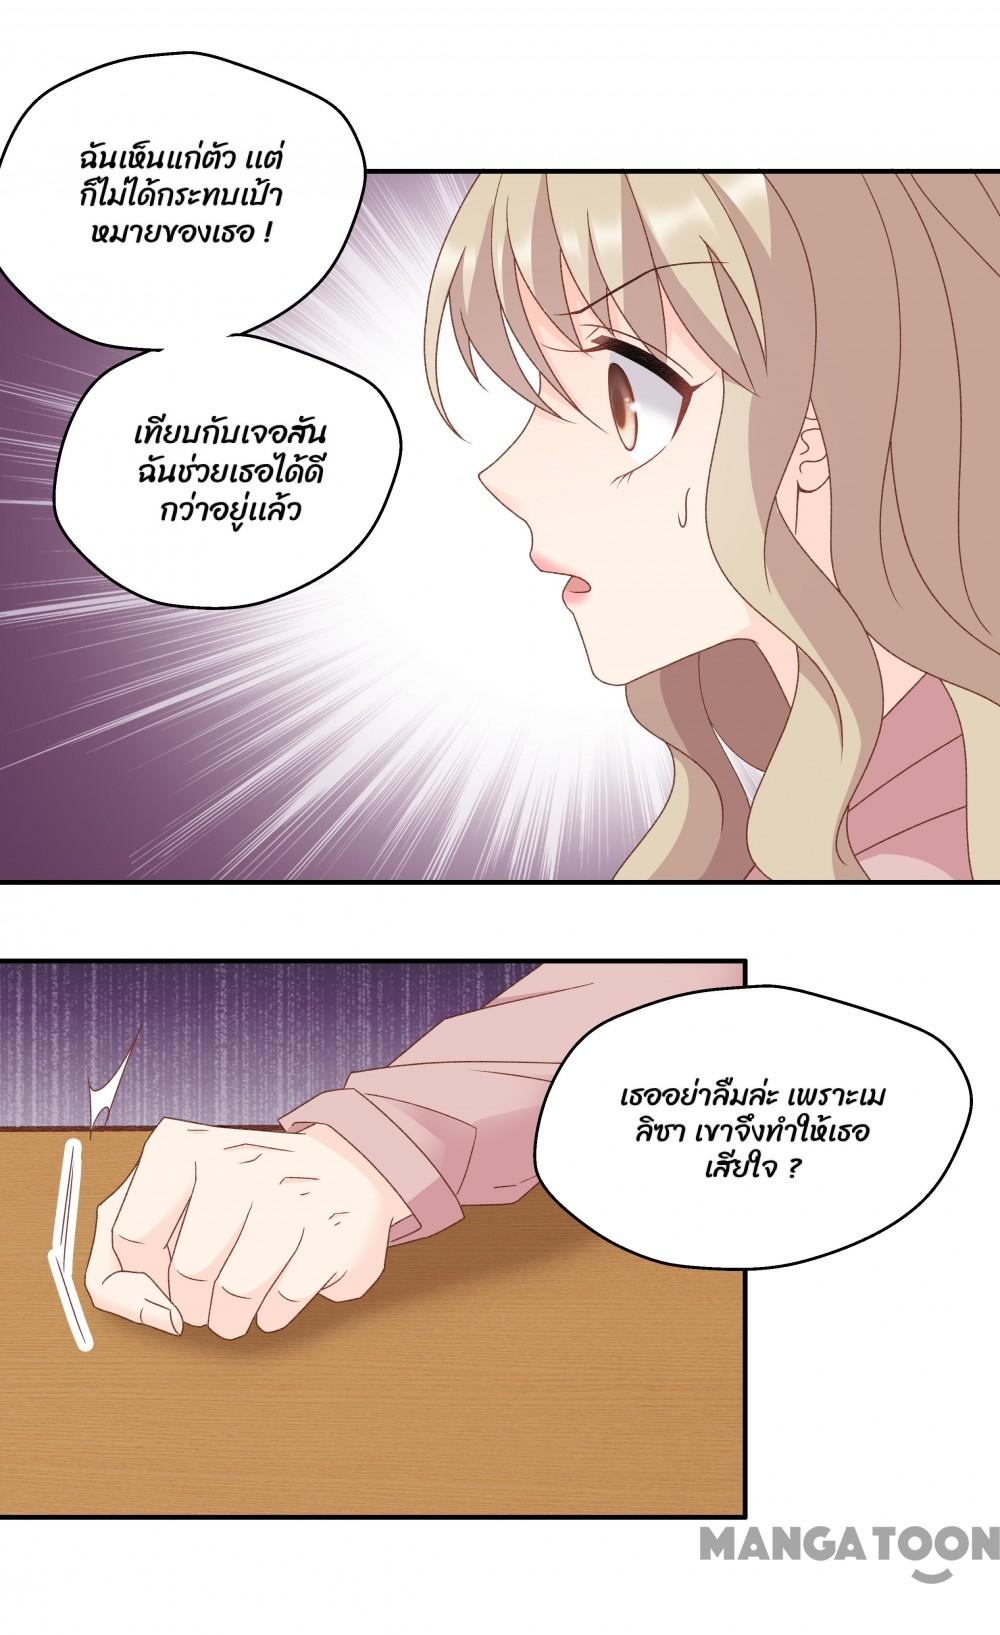 ฉันเห็นแก่ตัว แต่
ก็ไม่ได้กระทบเป้า
หมายของเธอ !
เทียบกับเจอสัน
ฉันช่วยเธอได้ดี
กว่าอยู่แล้ว
เธออย่าลืมล่ะ เพราะเม
ลิซา เขาจึงทำให้เธอ
เสียใจ ?
MANGATOON